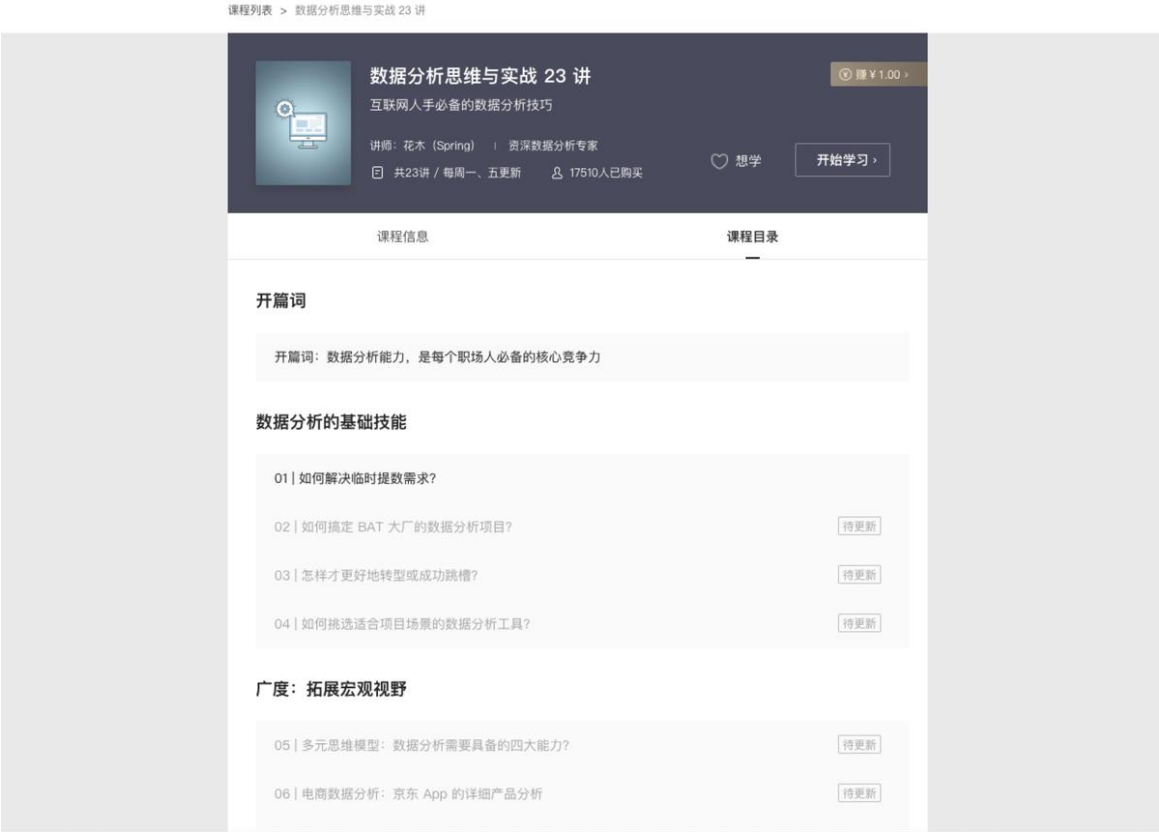 课程列表 > 数据分析思维与实战 23 讲
数据分析思维与实战 23 讲
赚 ¥ 1.00 ›
互联网人手必备的数据分析技巧
讲师：花木（Spring） | 资深数据分析专家
共23讲 / 每周一、五更新 17510人已购买
想学 开始学习 ›
课程信息 课程目录
开篇词
开篇词：数据分析能力，是每个职场人必备的核心竞争力
数据分析的基础技能
01 | 如何解决临时提数需求？
02 | 如何搞定 BAT 大厂的数据分析项目？ 待更新
03 | 怎样才更好地转型或成功跳槽？ 待更新
04 | 如何挑选适合项目场景的数据分析工具？ 待更新
广度：拓展宏观视野
05 | 多元思维模型：数据分析需要具备的四大能力？ 待更新
06 | 电商数据分析：京东 App 的详细产品分析 待更新